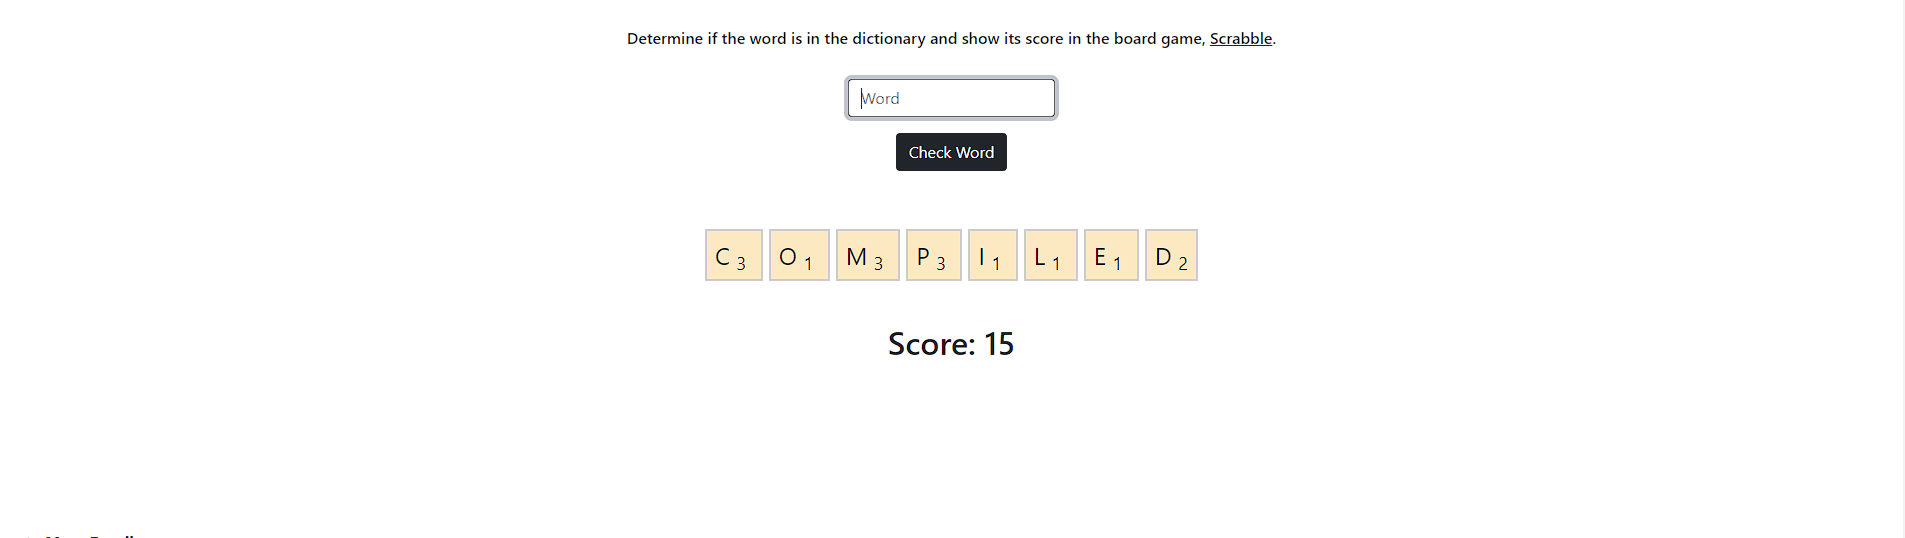 Determine if the word is in the dictionary and show its score in the board game, Scrabble.
Word
Check Word
C 3 O 1 M 3 P 3 I 1 L 1 E 1 D 2
Score: 15